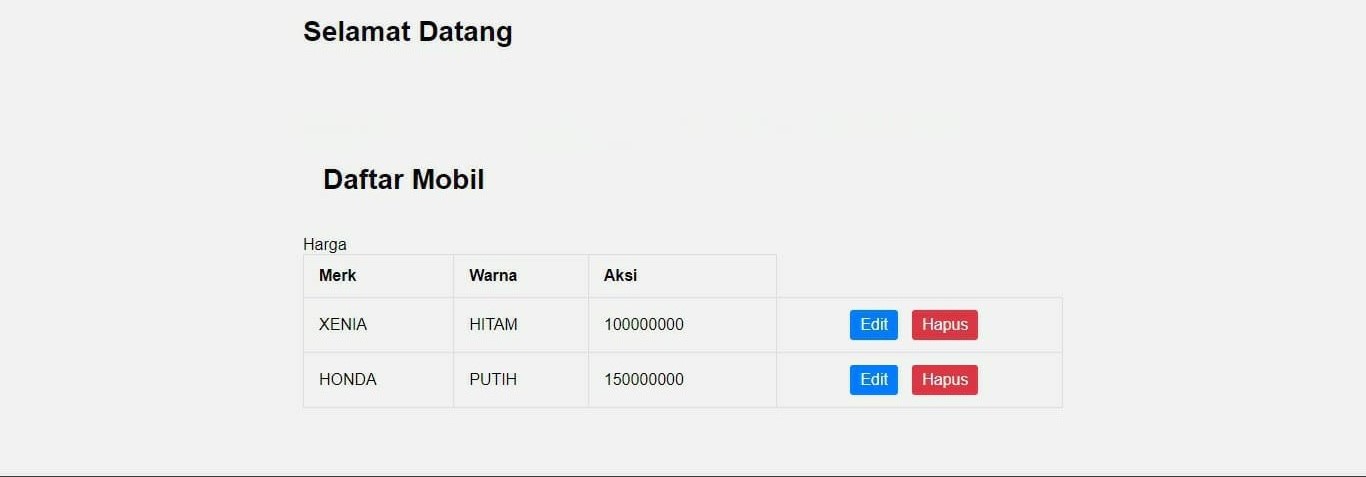 Selamat Datang
Daftar Mobil
Harga
Merk Warna Aksi
XENIA HITAM 100000000 Edit Hapus
HONDA PUTIH 150000000 Edit Hapus